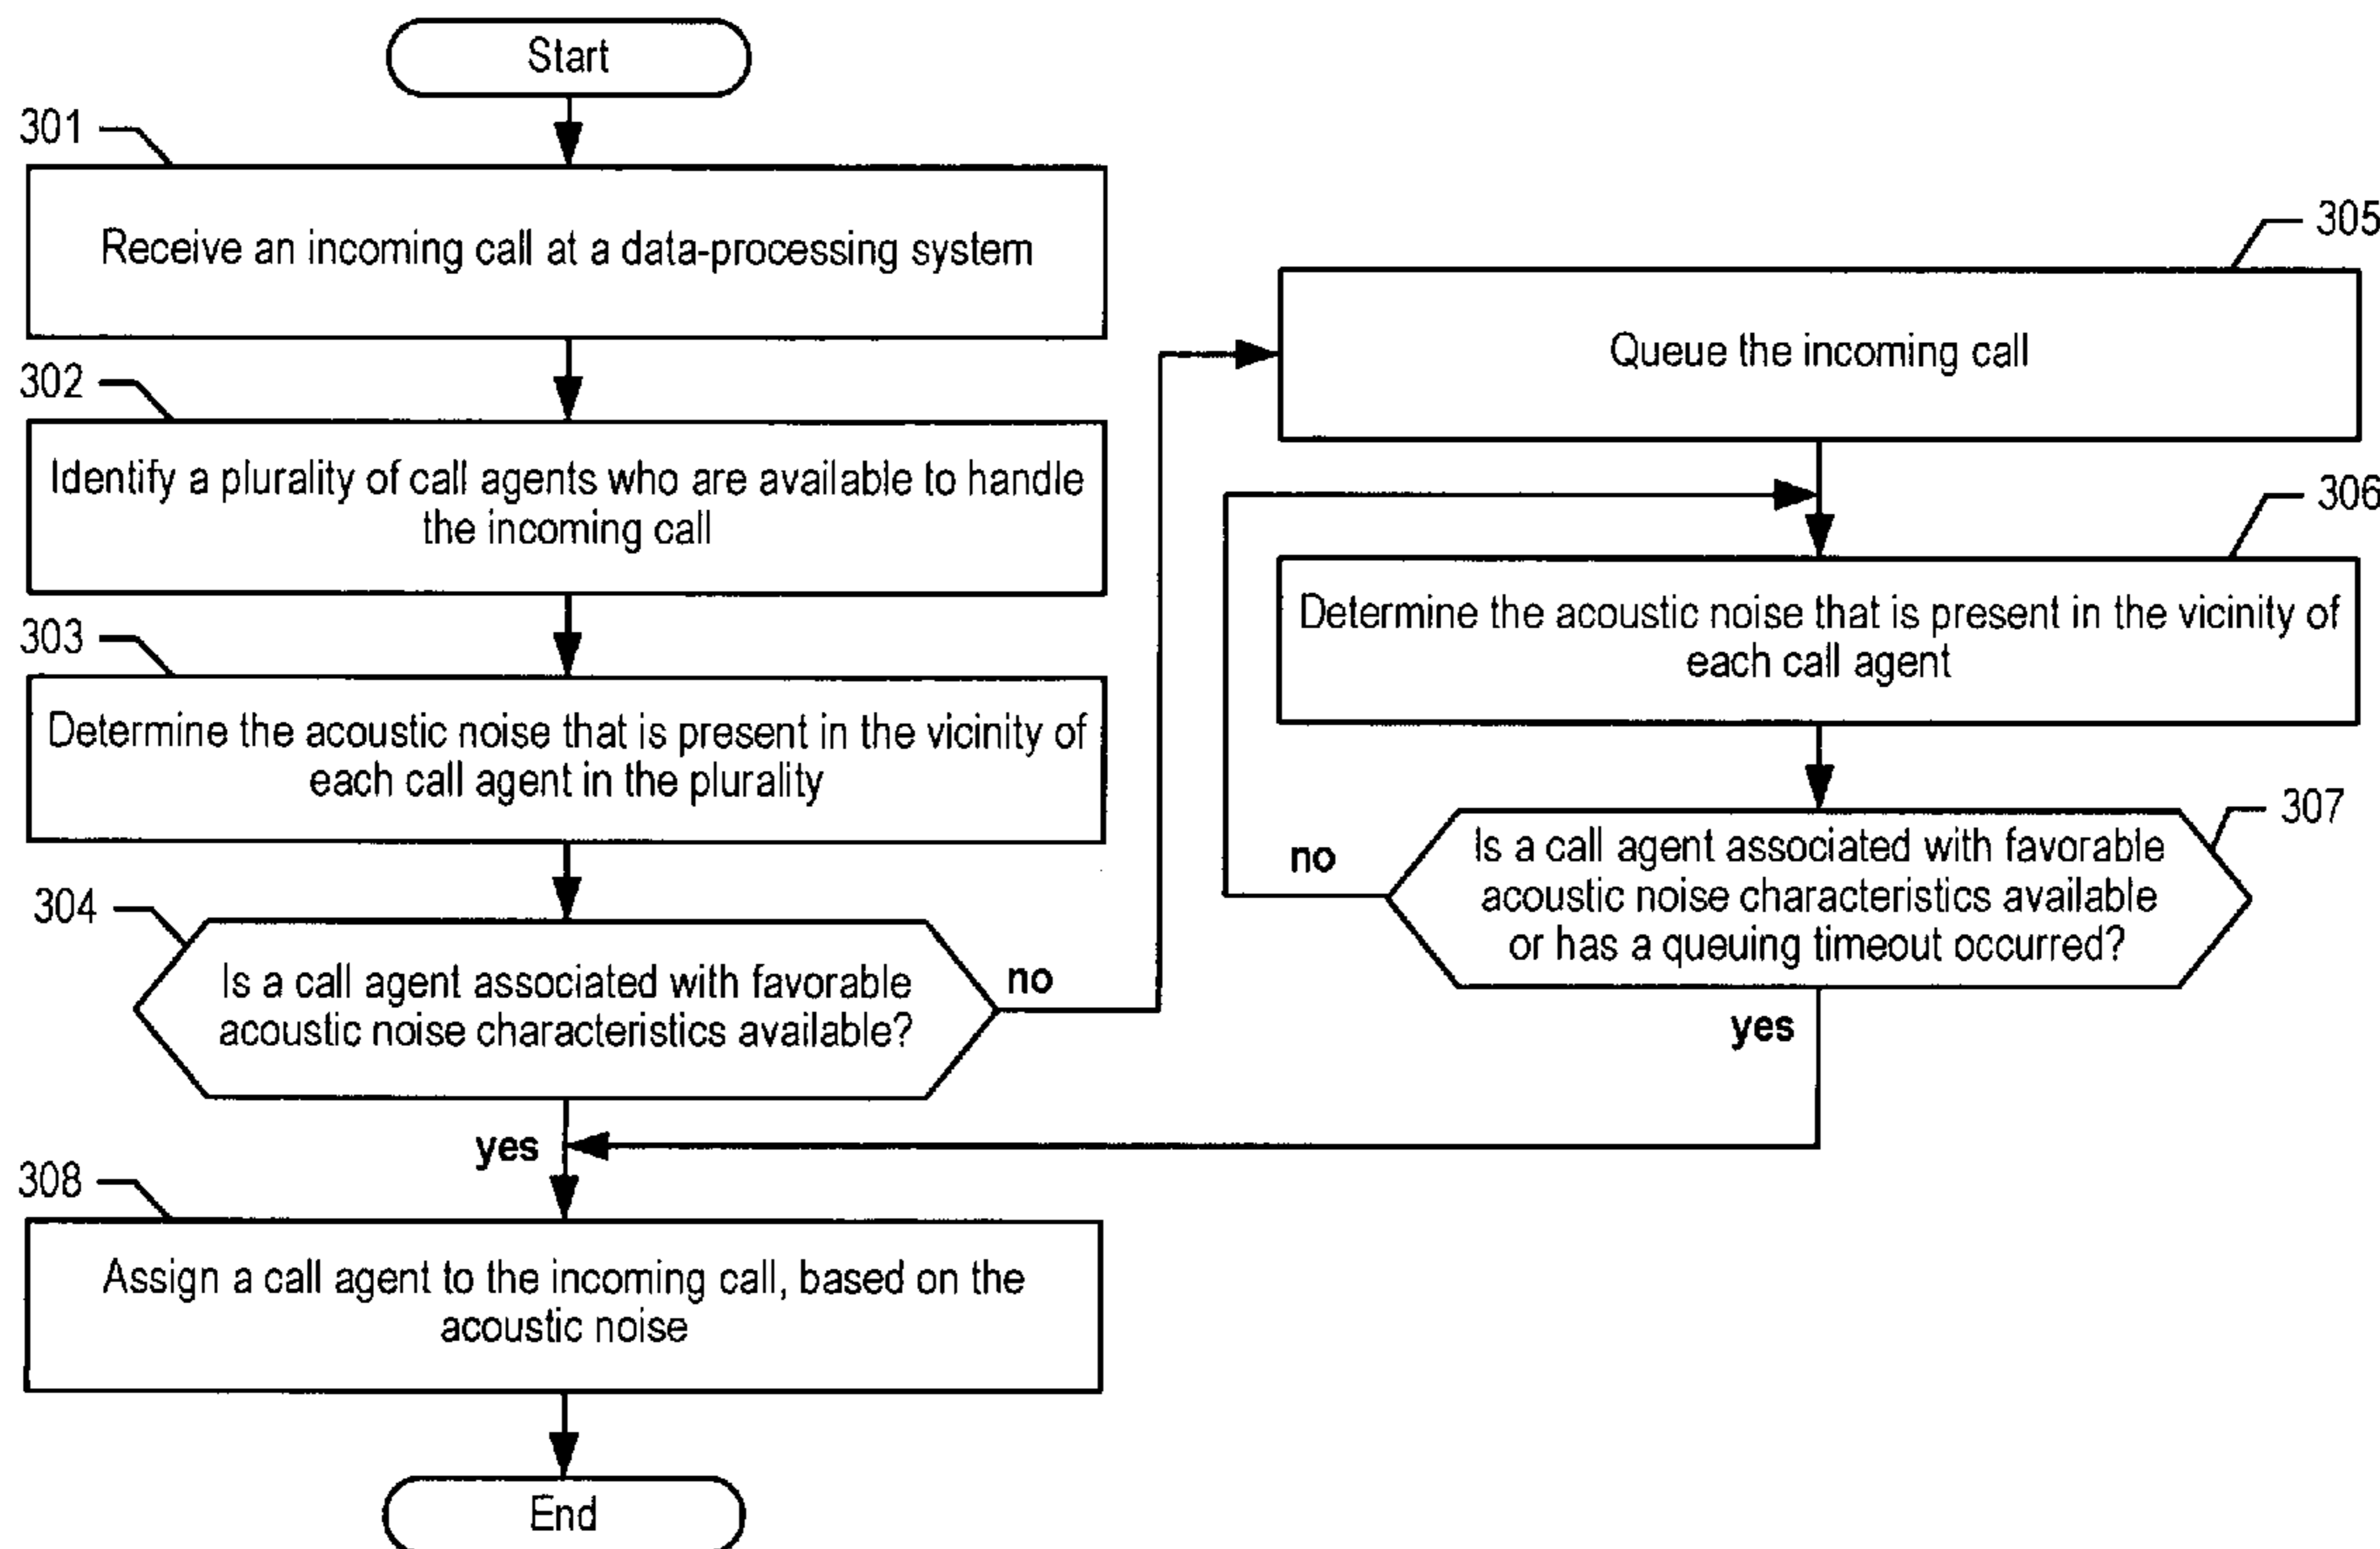 Start
301
Receive an incoming call at a data-processing system
302
Identify a plurality of call agents who are available to handle
the incoming call
303
Determine the acoustic noise that is present in the vicinity of
each call agent in the plurality
304
Is a call agent associated with favorable
acoustic noise characteristics available?
no
yes
305
Queue the incoming call
306
Determine the acoustic noise that is present in the vicinity of
each call agent
307
Is a call agent associated with favorable
acoustic noise characteristics available
or has a queuing timeout occurred?
no
yes
308
Assign a call agent to the incoming call, based on the
acoustic noise
End